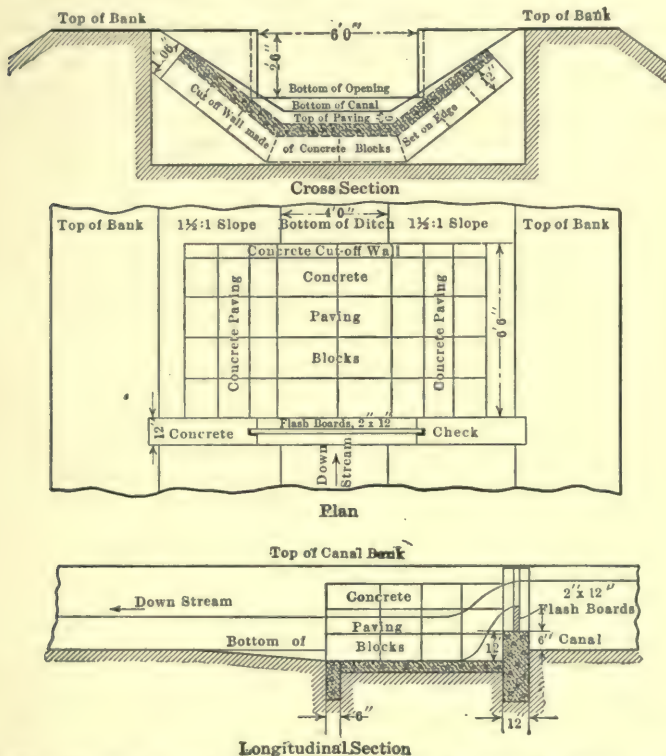 Top of Bank
Top of Bank
6'0"
2'6"
1.06'
12"
Bottom of Opening
Bottom of Canal
Top of Paving
6"
Cut off Wall made
of Concrete Blocks
Set on Edge
Cross Section
4'0"
Top of Bank 1½:1 Slope Bottom of Ditch 1½:1 Slope Top of Bank
Concrete Cut-off Wall
Concrete
Paving
Blocks
Concrete Paving
Concrete Paving
6'6"
12"
Flash Boards, 2"x 12"
Concrete
Check
Down
Stream
Plan
Top of Canal Bank
Down Stream
Concrete
2"x 12"
Flash Boards
Paving
Bottom of
Blocks
12"
6" Canal
6"
12"
Longitudinal Section